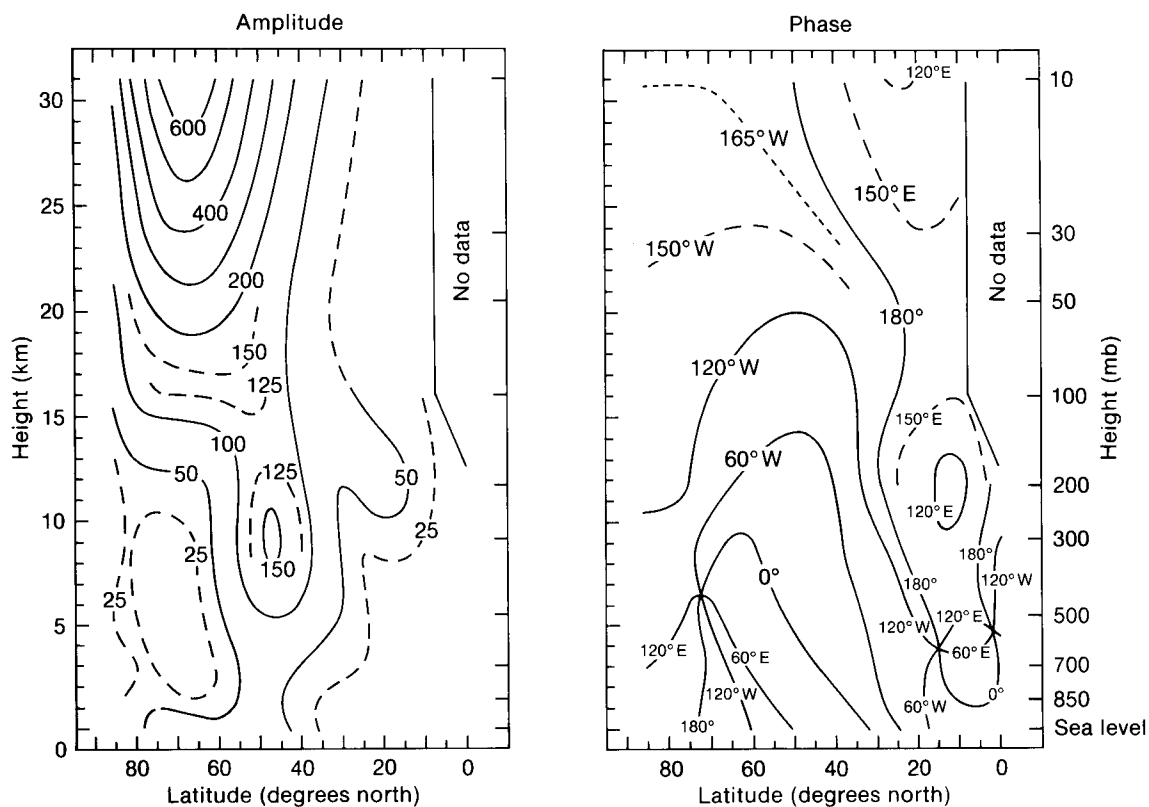 Amplitude
30
25
20
15
10
5
0
Height (km)
600
400
200
150
125
100
50
125
150
25
25
50
25
No data
80 60 40 20 0
Latitude (degrees north)
Phase
120°E
165°W
150°E
150°W
180°
120°W
150°E
60°W
120°E
0°
180°
180°
120°W
120°W
120°E
60°E
120°E
60°E
120°W
60°W
0°
180°
No data
10
30
50
100
200
300
500
700
850
Sea level
Height (mb)
80 60 40 20 0
Latitude (degrees north)